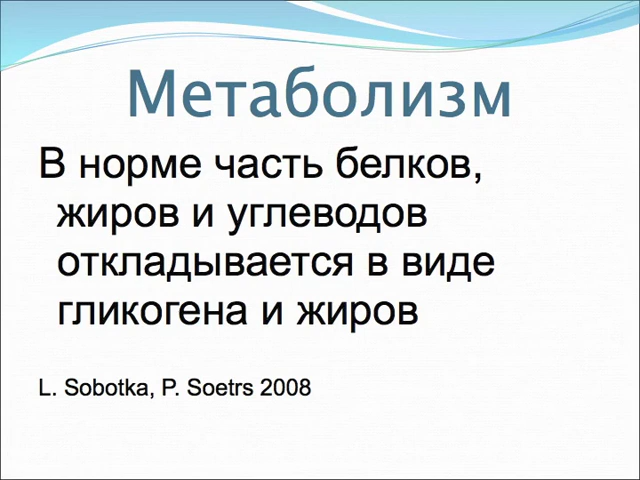 Метаболизм
В норме часть белков,
жиров и углеводов
откладывается в виде
гликогена и жиров
L. Sobotka, P. Soetrs 2008